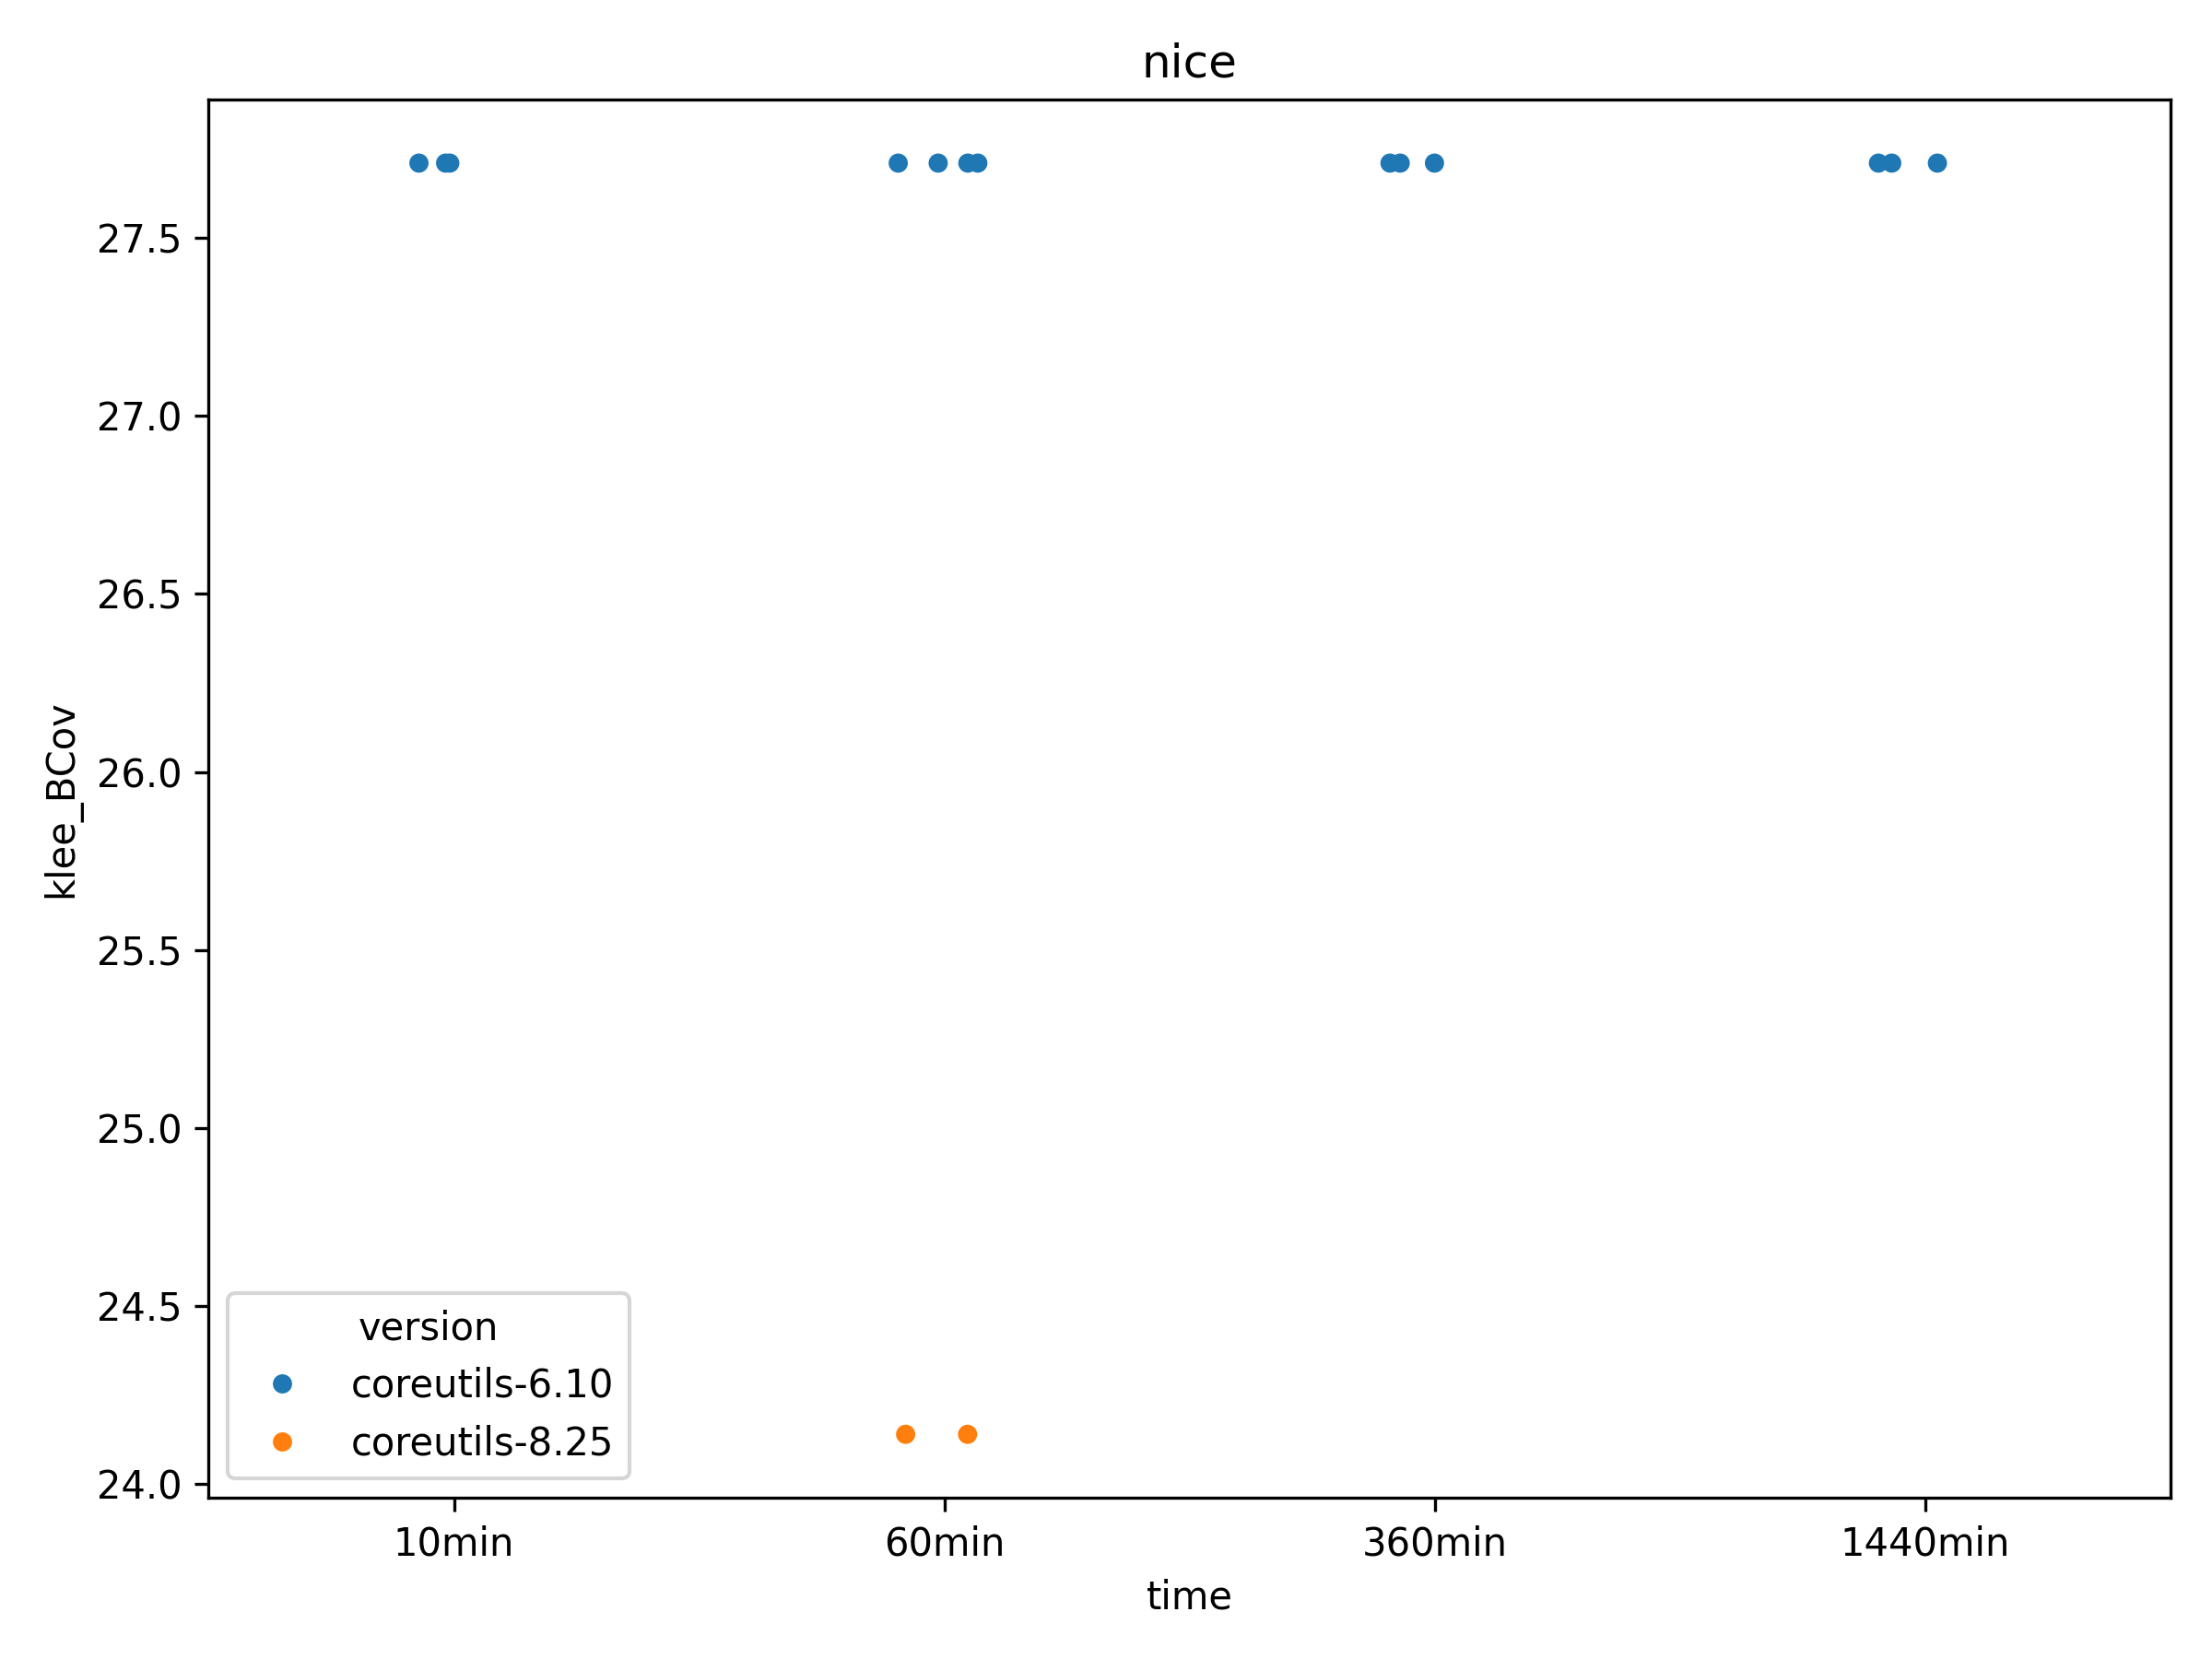 nice
klee_BCov
27.5
27.0
26.5
26.0
25.5
25.0
24.5
24.0
version
coreutils-6.10
coreutils-8.25
10min
60min
360min
1440min
time